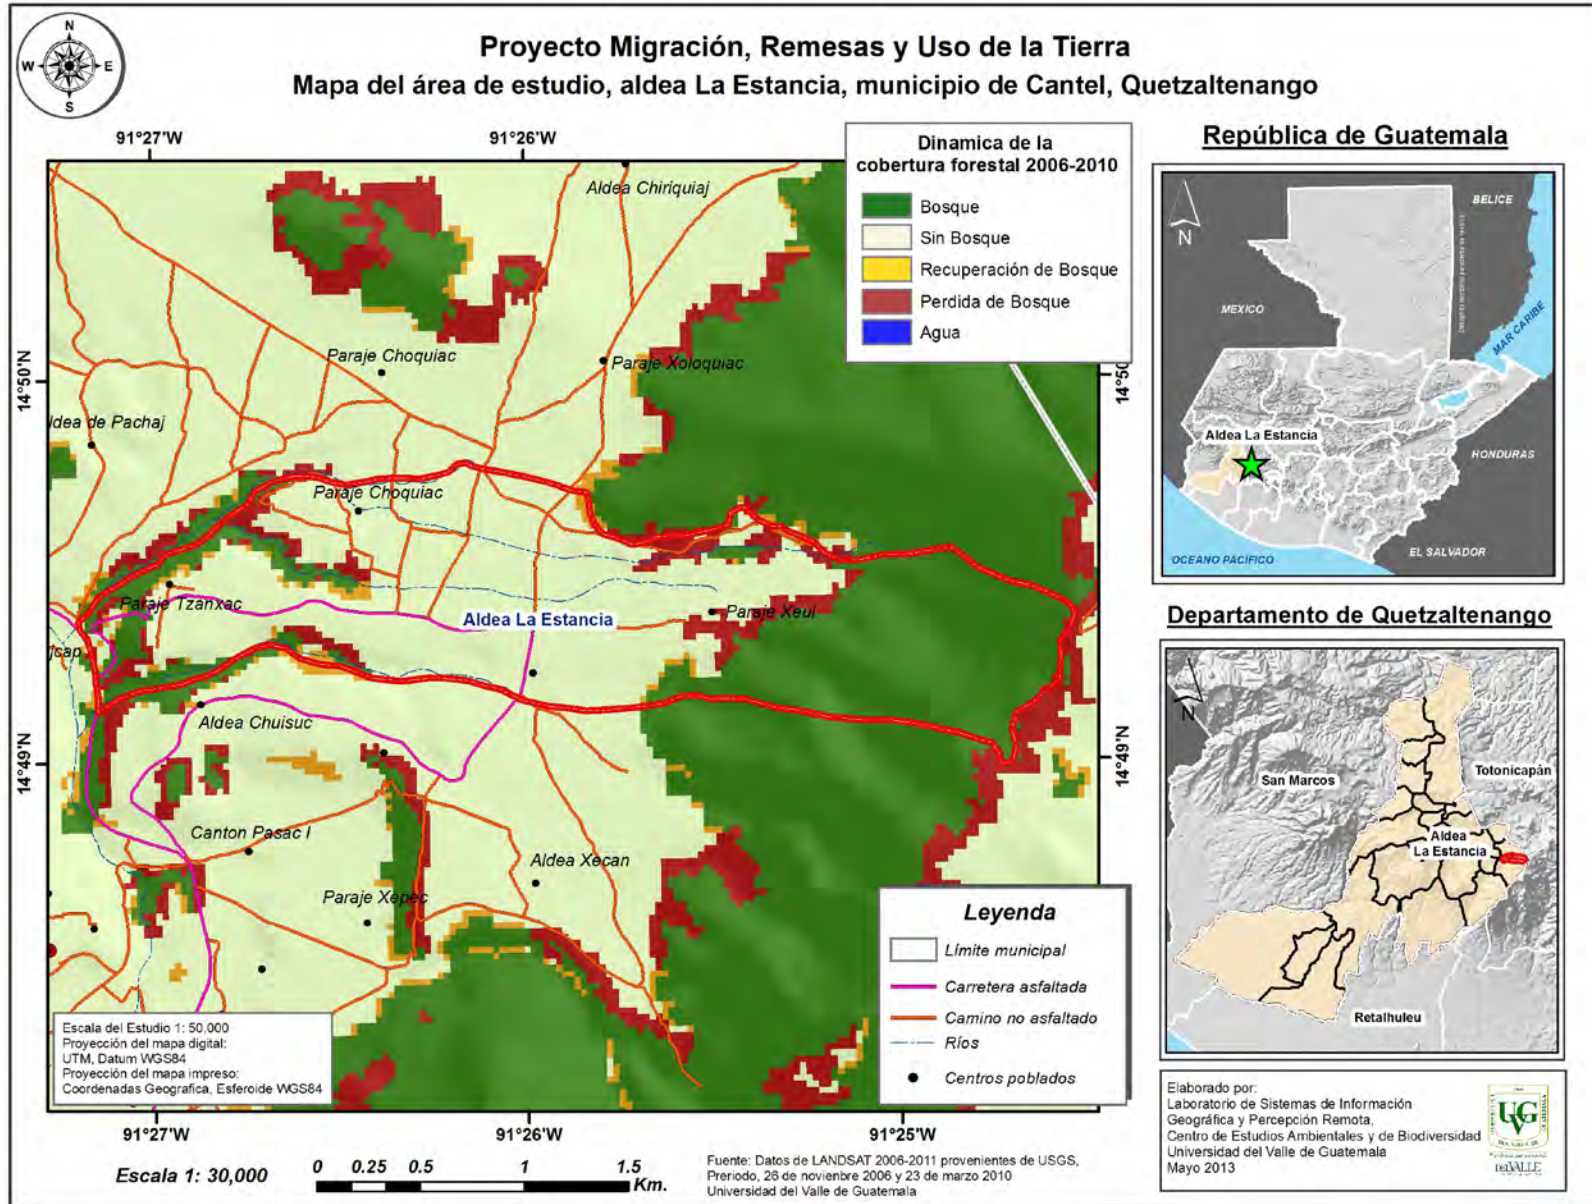 N
W
E
S
Proyecto Migración, Remesas y Uso de la Tierra
Mapa del área de estudio, aldea La Estancia, municipio de Cantel, Quetzaltenango
91°27'W
91°26'W
14°50'N
14°49'N
14°50
14°49'N
Dinamica de la
cobertura forestal 2006-2010
Bosque
Sin Bosque
Recuperación de Bosque
Perdida de Bosque
Agua
Aldea Chiriquiaj
Paraje Choquiac
Paraje Xoloquiac
ldea de Pachaj
Paraje Choquiac
Paraje Tzanxac
Aldea La Estancia
Paraje Xeul
jcap
Aldea Chuisuc
Canton Pasac I
Aldea Xecan
Paraje Xepec
Leyenda
Límite municipal
Carretera asfaltada
Camino no asfaltado
Ríos
Centros poblados
Escala del Estudio 1: 50,000
Proyección del mapa digital:
UTM, Datum WGS84
Proyección del mapa impreso:
Coordenadas Geografica, Esferoide WGS84
91°27'W
91°26'W
91°25'W
Escala 1: 30,000
0 0.25 0.5 1 1.5
Km.
Fuente: Datos de LANDSAT 2006-2011 provenientes de USGS,
Preriodo, 26 de novienbre 2006 y 23 de marzo 2010
Universidad del Valle de Guatemala
República de Guatemala
N
BELICE
MEXICO
MAR CARIBE
Aldea La Estancia
HONDURAS
EL SALVADOR
OCEANO PACÍFICO
Departamento de Quetzaltenango
N
San Marcos
Totonicapán
Aldea
La Estancia
Retalhuleu
Elaborado por:
Laboratorio de Sistemas de Información
Geográfica y Percepción Remota,
Centro de Estudios Ambientales y de Biodiversidad
Universidad del Valle de Guatemala
Mayo 2013
UVG
DEL VALLE